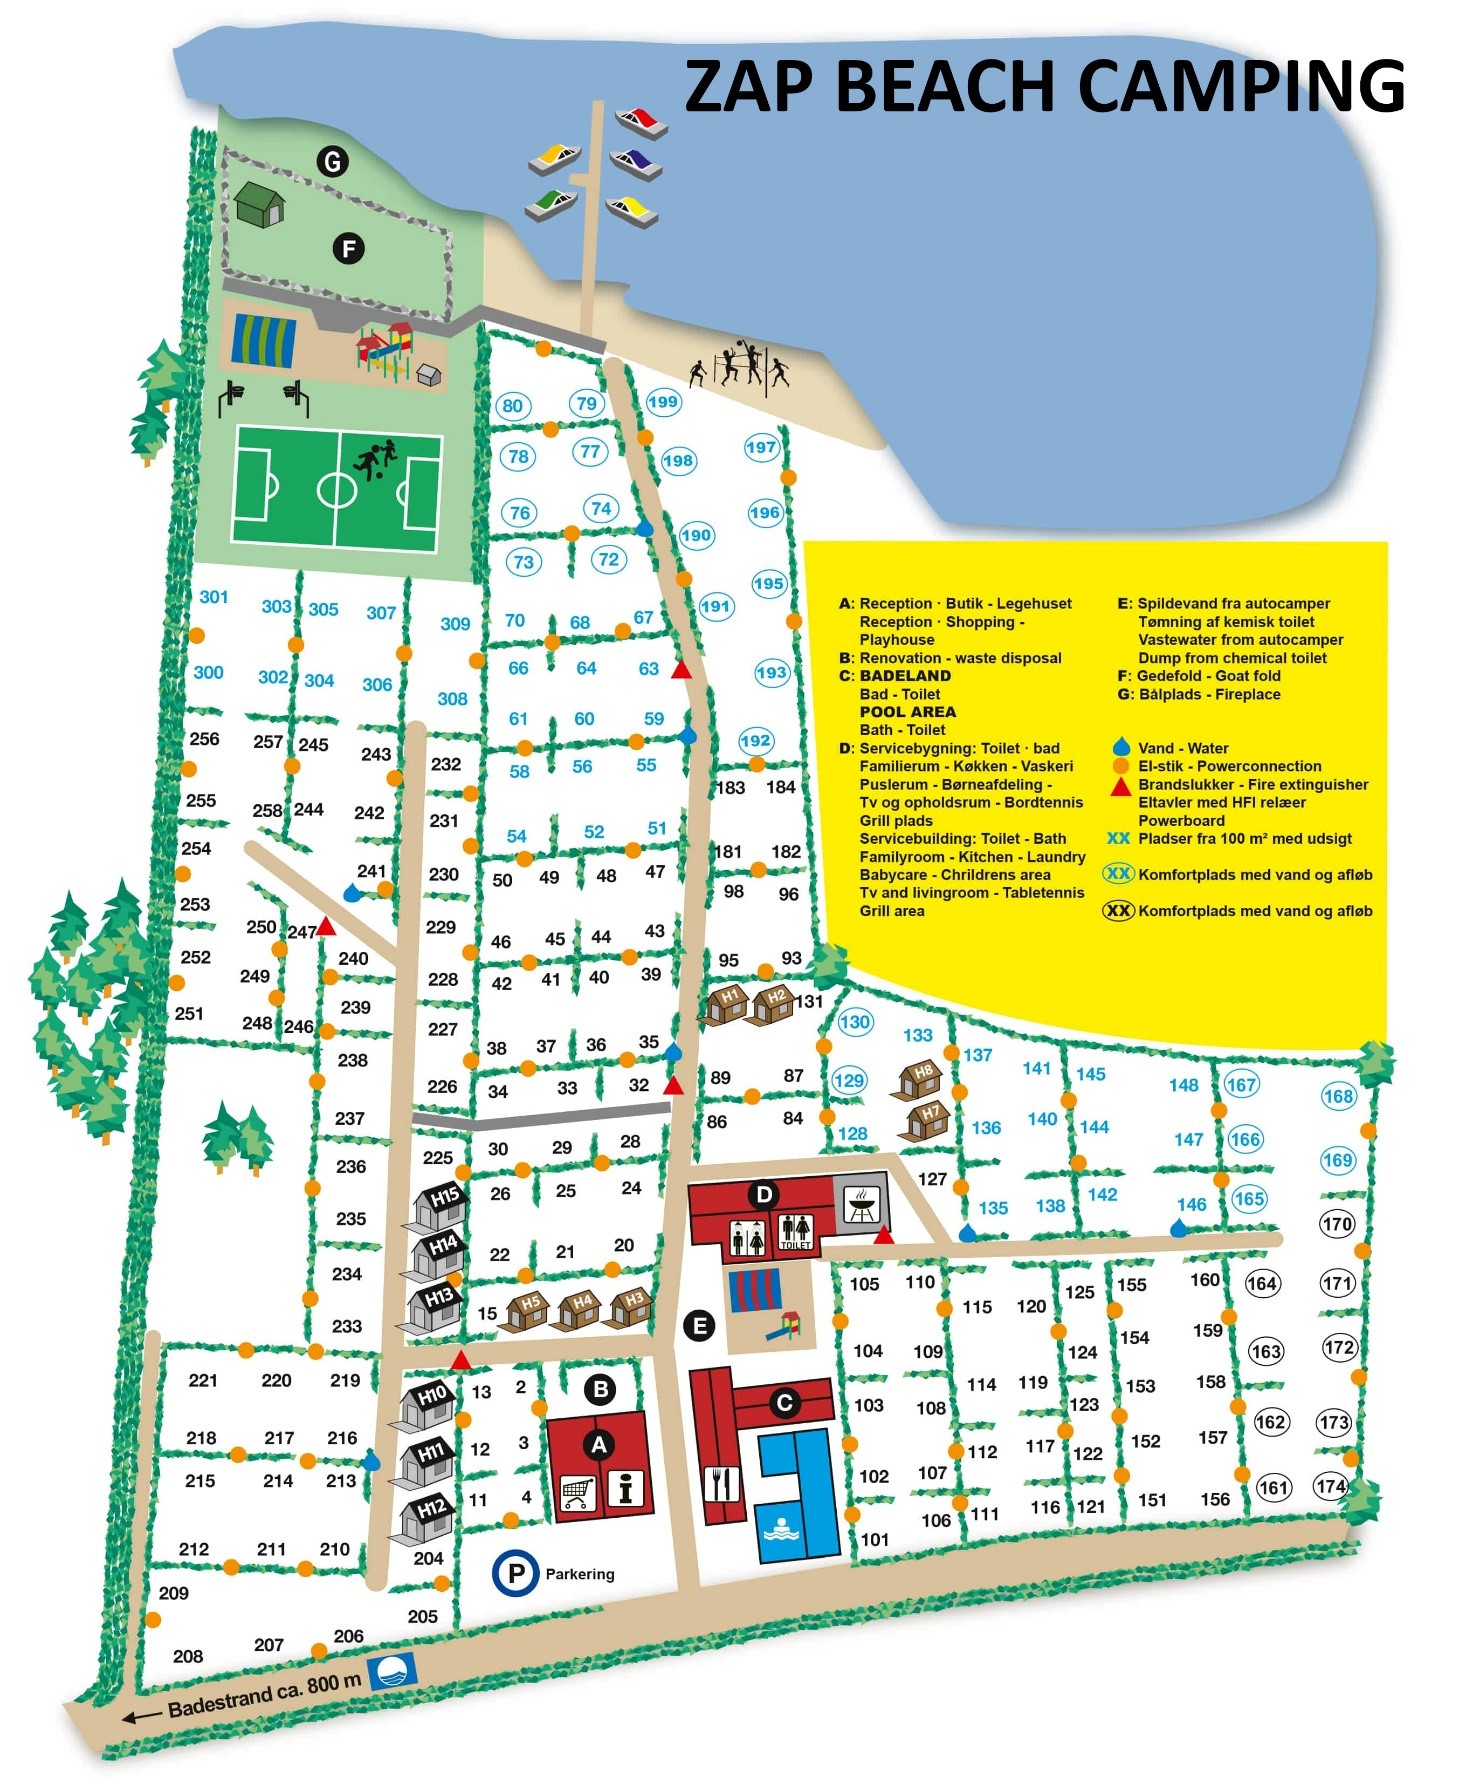 ZAP BEACH CAMPING
G
F
80 79 199
78 77 198 197
76 74 196
73 72 190
195
301 303 305 307 309 70 68 67 191
300 302 304 306 308 66 64 63 193
61 60 59
256 257 245 243 232 58 56 55 192
183 184
255 258 244 242 231 54 52 51
254 241 230 50 49 48 47 181 182
253 98 96
250 247 229 46 45 44 43
252 240 95 93
249 228 42 41 40 39
251 248 246 239 227 H1 H2 131
130 133
238 38 37 36 35 137 141 145 148 167 168
226 34 33 32 89 87 129 H8
237 86 84 128 H7 136 140 144 147 166
225 30 29 28 169
236 26 25 24 D 127 142 165
H15 135 138 146
235 170
H14 22 21 20 TOILET
234 105 110 125 155 160 164 171
H13 15 H5 H4 H3 115 120
233 E 154 159
104 109 124 163 172
221 220 219 H10 13 2 B C 114 119 153 158
103 108 123
218 217 216 H11 12 3 A 162 173
112 117 122 152 157
215 214 213 11 4 102 107 161 174
H12 106 111 116 121 151 156
212 211 210 204 101
209 P Parkering
205
208 207 206
Badestrand ca. 800 m
A: Reception · Butik - Legehuset
Reception · Shopping -
Playhouse
B: Renovation - waste disposal
C: BADELAND
Bad - Toilet
POOL AREA
Bath - Toilet
D: Servicebygning: Toilet · bad
Familierum - Køkken - Vaskeri
Puslerum - Børneafdeling -
Tv og opholdsrum - Bordtennis
Grill plads
Servicebuilding: Toilet - Bath
Familyroom - Kitchen - Laundry
Babycare - Chrildrens area
Tv and livingroom - Tabletennis
Grill area
E: Spildevand fra autocamper
Tømning af kemisk toilet
Vastewater from autocamper
Dump from chemical toilet
F: Gedefold - Goat fold
G: Bålplads - Fireplace
Vand - Water
El-stik - Powerconnection
Brandslukker - Fire extinguisher
Eltavler med HFI relæer
Powerboard
XX Pladser fra 100 m² med udsigt
XX Komfortplads med vand og afløb
XX Komfortplads med vand og afløb